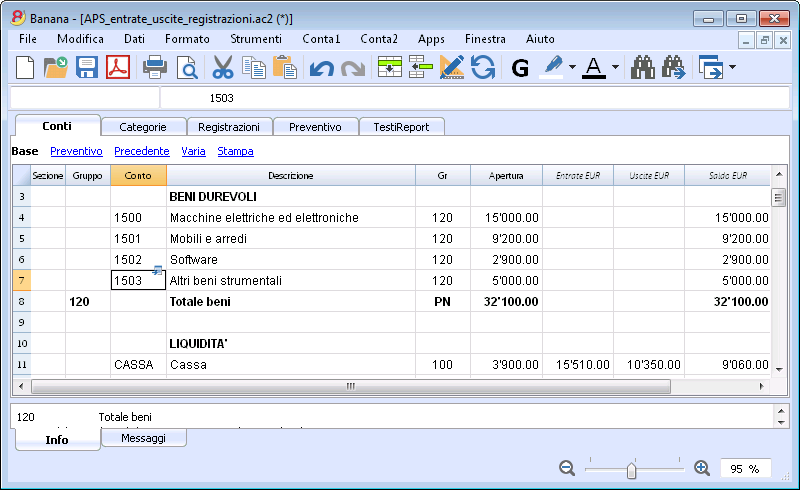 Banana - [APS_entrate_uscite_registrazioni.ac2 (*)]
File Modifica Dati Formato Strumenti Conta1 Conta2 Apps Finestra Aiuto
G A
1503
Conti Categorie Registrazioni Preventivo TestiReport
Base Preventivo Precedente Varia Stampa
Sezione Gruppo Conto Descrizione Gr Apertura Entrate EUR Uscite EUR Saldo EUR
3 BENI DUREVOLI
4 1500 Macchine elettriche ed elettroniche 120 15'000.00 15'000.00
5 1501 Mobili e arredi 120 9'200.00 9'200.00
6 1502 Software 120 2'900.00 2'900.00
7 1503 Altri beni strumentali 120 5'000.00 5'000.00
8 120 Totale beni PN 32'100.00 32'100.00
9
10 LIQUIDITA'
11 CASSA Cassa 100 3'900.00 15'510.00 10'350.00 9'060.00
120 Totale beni
Info Messaggi
95 %